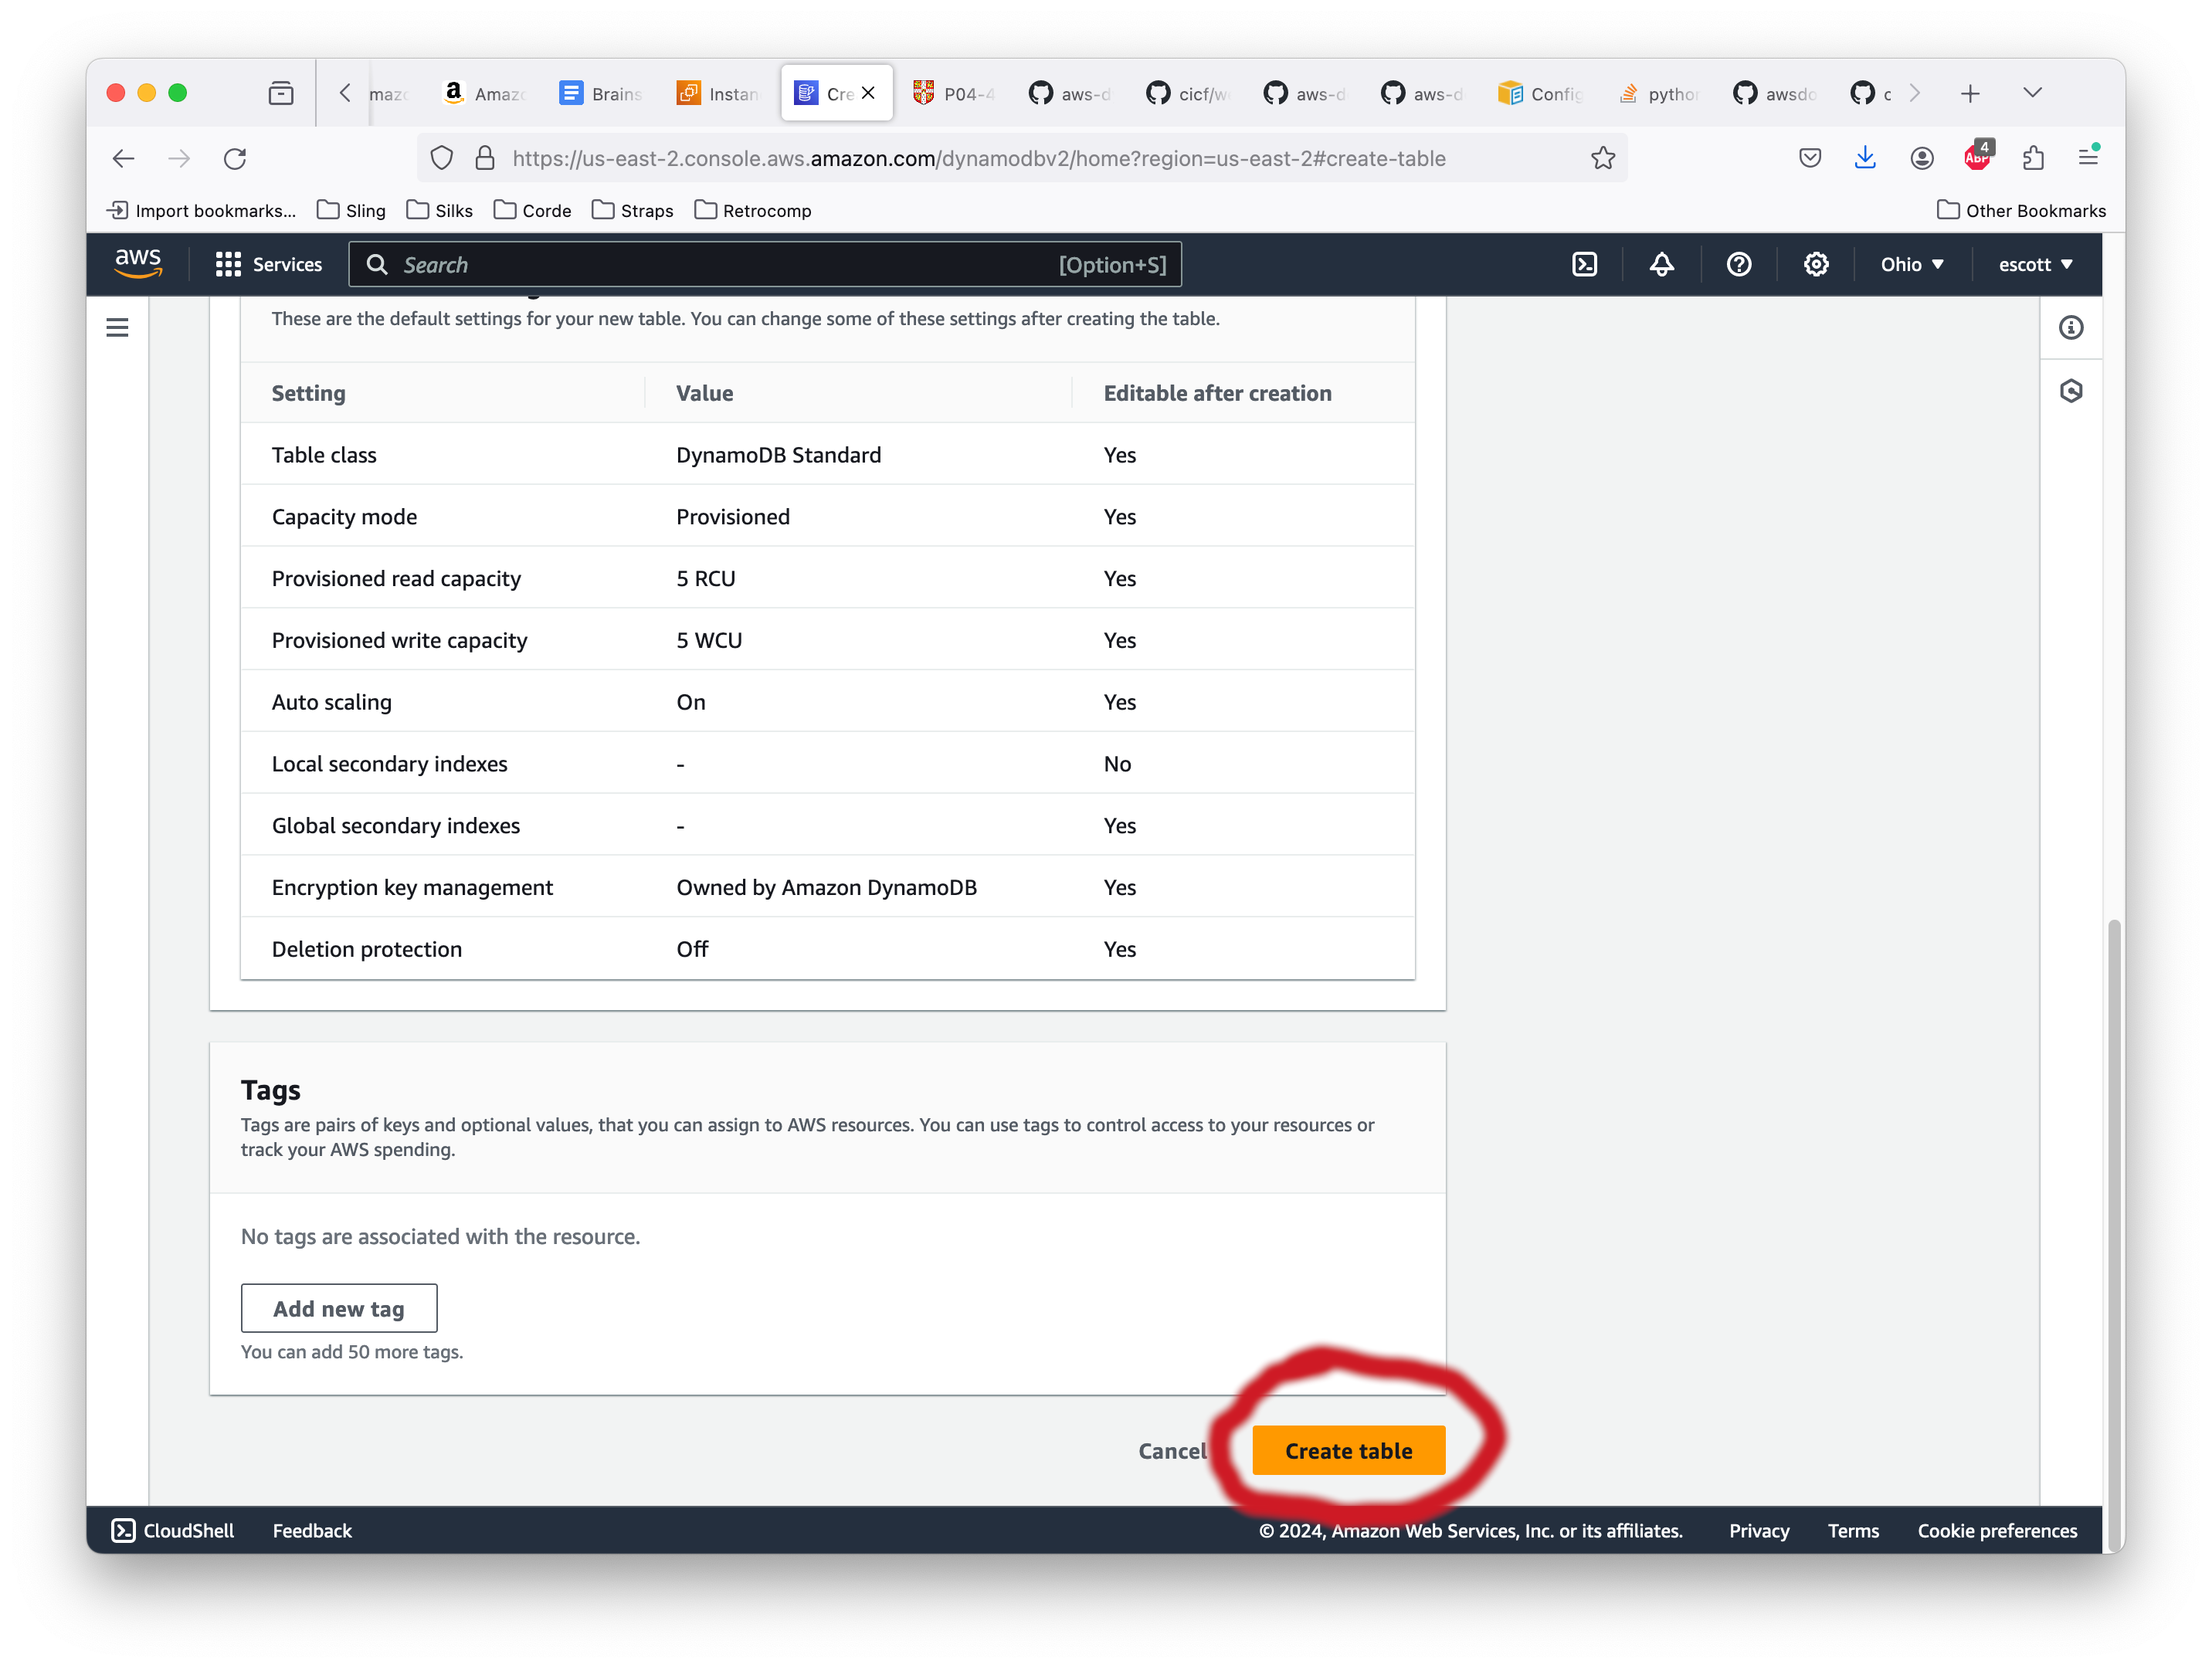 Amazo
Brains
Instan
Cre
P04-4
aws-d
cicf/w
aws-d
aws-d
Config
python
awsdo
c
https://us-east-2.console.aws.amazon.com/dynamodbv2/home?region=us-east-2#create-table
4
ABP
Import bookmarks...
Sling
Silks
Corde
Straps
Retrocomp
Other Bookmarks
aws
Services
Search
[Option+S]
Ohio
escott
These are the default settings for your new table. You can change some of these settings after creating the table.
Setting Value Editable after creation
Table class DynamoDB Standard Yes
Capacity mode Provisioned Yes
Provisioned read capacity 5 RCU Yes
Provisioned write capacity 5 WCU Yes
Auto scaling On Yes
Local secondary indexes - No
Global secondary indexes - Yes
Encryption key management Owned by Amazon DynamoDB Yes
Deletion protection Off Yes
Tags
Tags are pairs of keys and optional values, that you can assign to AWS resources. You can use tags to control access to your resources or
track your AWS spending.
No tags are associated with the resource.
Add new tag
You can add 50 more tags.
Cancel
Create table
CloudShell
Feedback
© 2024, Amazon Web Services, Inc. or its affiliates.
Privacy
Terms
Cookie preferences